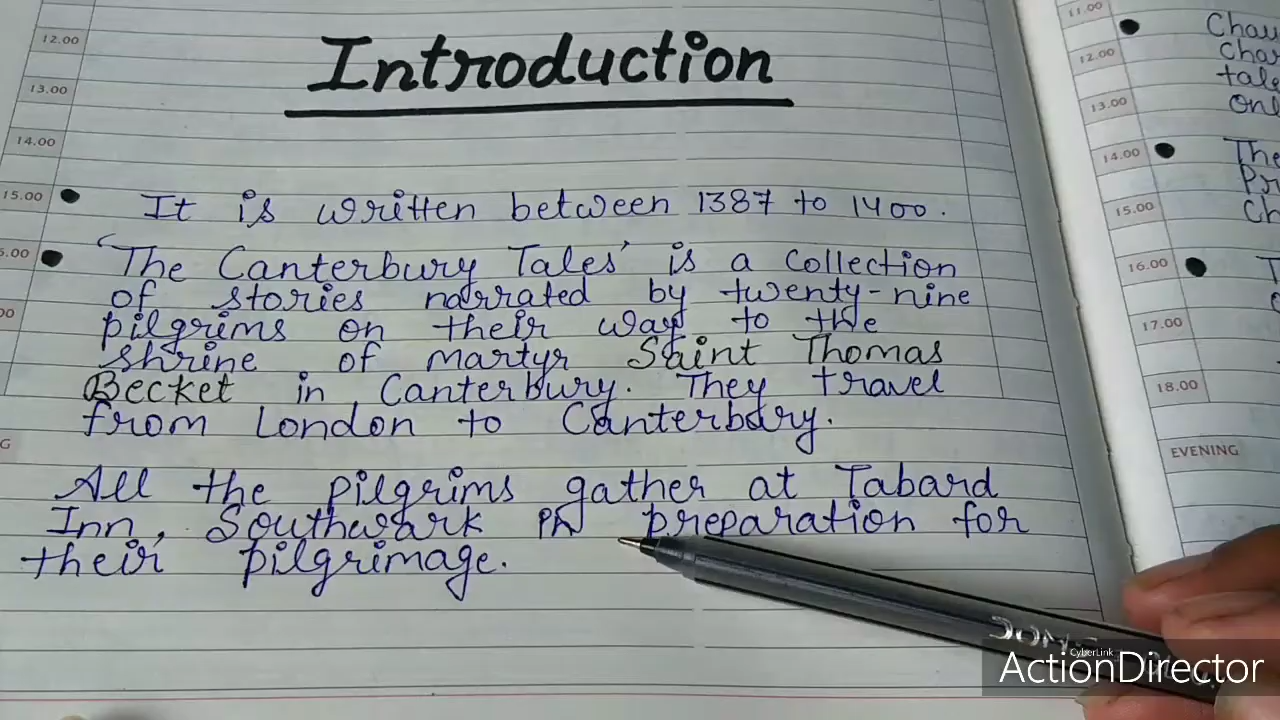 Introduction
12.00
13.00
14.00
15.00
It is written between 1387 to 1400.
'The Canterbury Tales' is a collection
of stories narrated by twenty-nine
pilgrims on their way to the
shrine of martyr Saint Thomas
Becket in Canterbury. They travel
from London to Canterbury.
All the pilgrims gather at Tabard
Inn, Southwark preparation for
their pilgrimage.
11.00
12.00
13.00
14.00
15.00
16.00
17.00
18.00
EVENING
CyberLink
ActionDirector